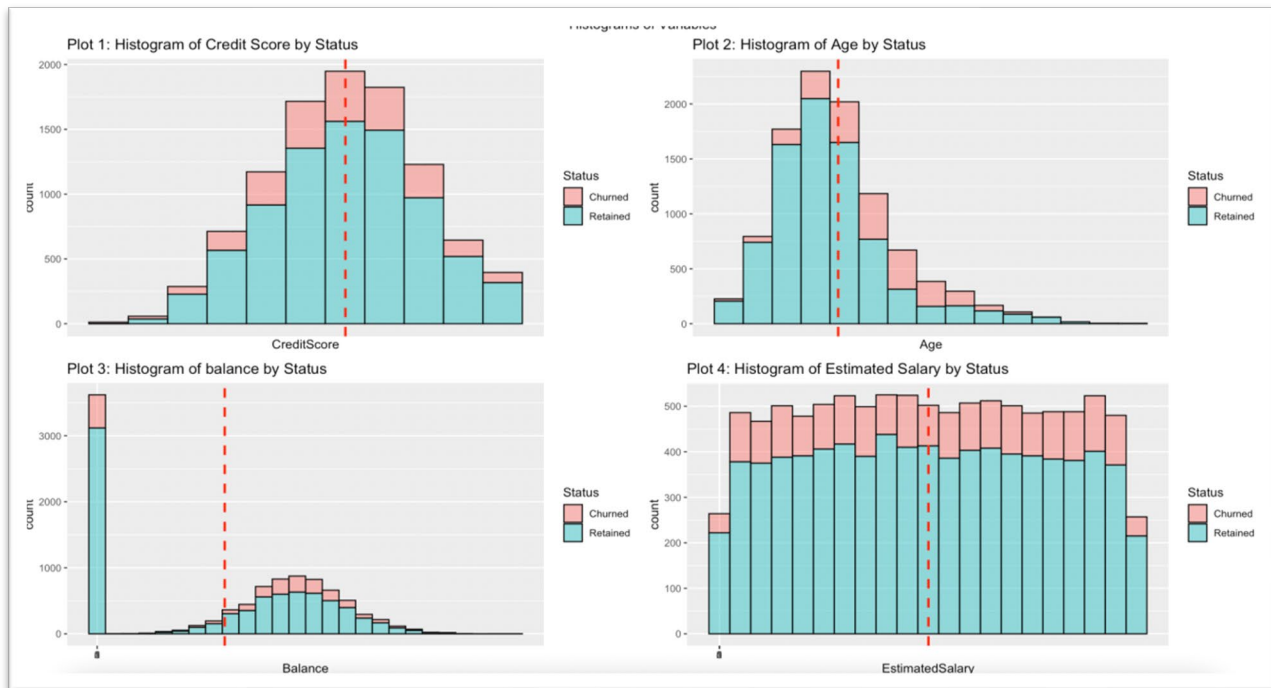 Histograms of Variables
Plot 1: Histogram of Credit Score by Status
2000
1500
1000
500
0
count
CreditScore
Status
Churned
Retained
Plot 2: Histogram of Age by Status
2000
1500
1000
500
0
count
Age
Status
Churned
Retained
Plot 3: Histogram of balance by Status
3000
2000
1000
0
count
Balance
Status
Churned
Retained
Plot 4: Histogram of Estimated Salary by Status
500
400
300
200
100
0
count
EstimatedSalary
Status
Churned
Retained